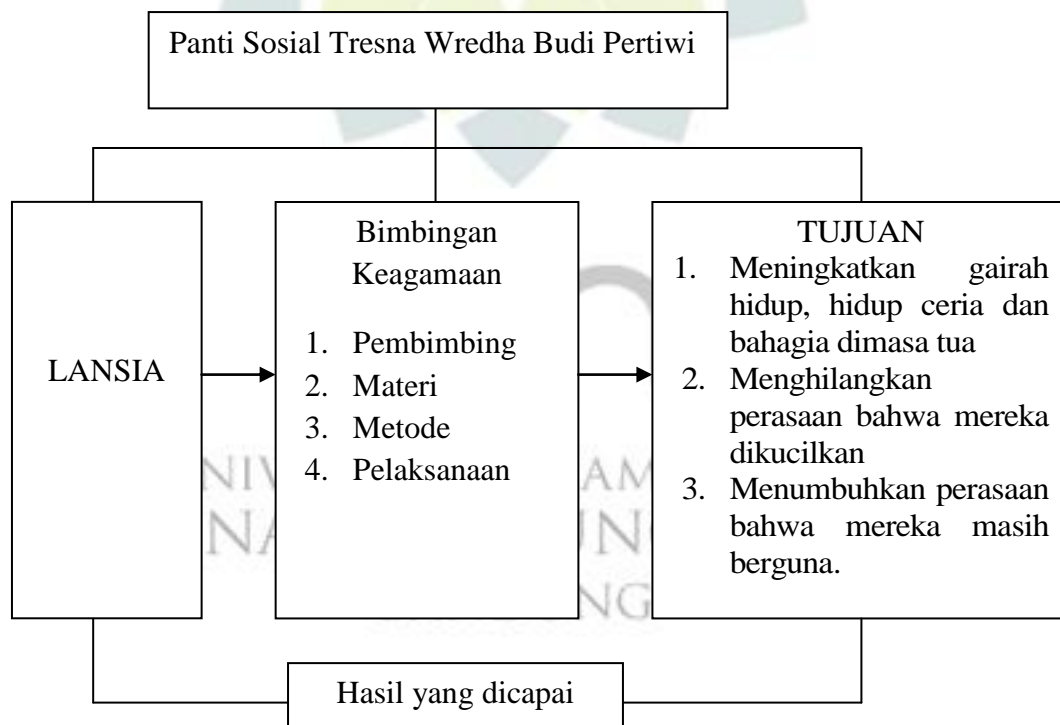 Panti Sosial Tresna Wredha Budi Pertiwi
LANSIA
Bimbingan
Keagamaan
1. Pembimbing
2. Materi
3. Metode
4. Pelaksanaan
TUJUAN
1. Meningkatkan gairah
hidup, hidup ceria dan
bahagia dimasa tua
2. Menghilangkan
perasaan bahwa mereka
dikucilkan
3. Menumbuhkan perasaan
bahwa mereka masih
berguna.
Hasil yang dicapai